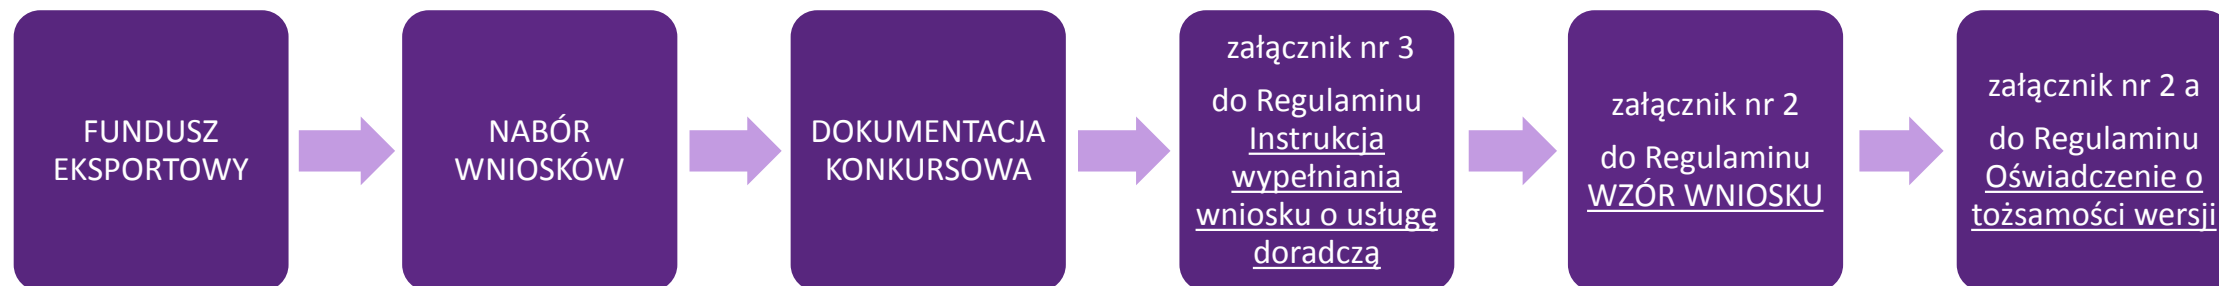 FUNDUSZ
EKSPORTOWY
NABÓR
WNIOSKÓW
DOKUMENTACJA
KONKURSOWA
załącznik nr 3
do Regulaminu
Instrukcja
wypełniania
wniosku o usługę
doradczą
załącznik nr 2
do Regulaminu
WZÓR WNIOSKU
załącznik nr 2 a
do Regulaminu
Oświadczenie o
tożsamości wersji